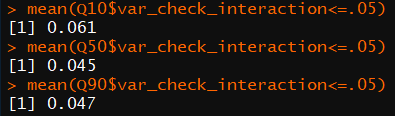 > mean(Q10$var_check_interaction<=.05)
[1] 0.061
> mean(Q50$var_check_interaction<=.05)
[1] 0.045
> mean(Q90$var_check_interaction<=.05)
[1] 0.047